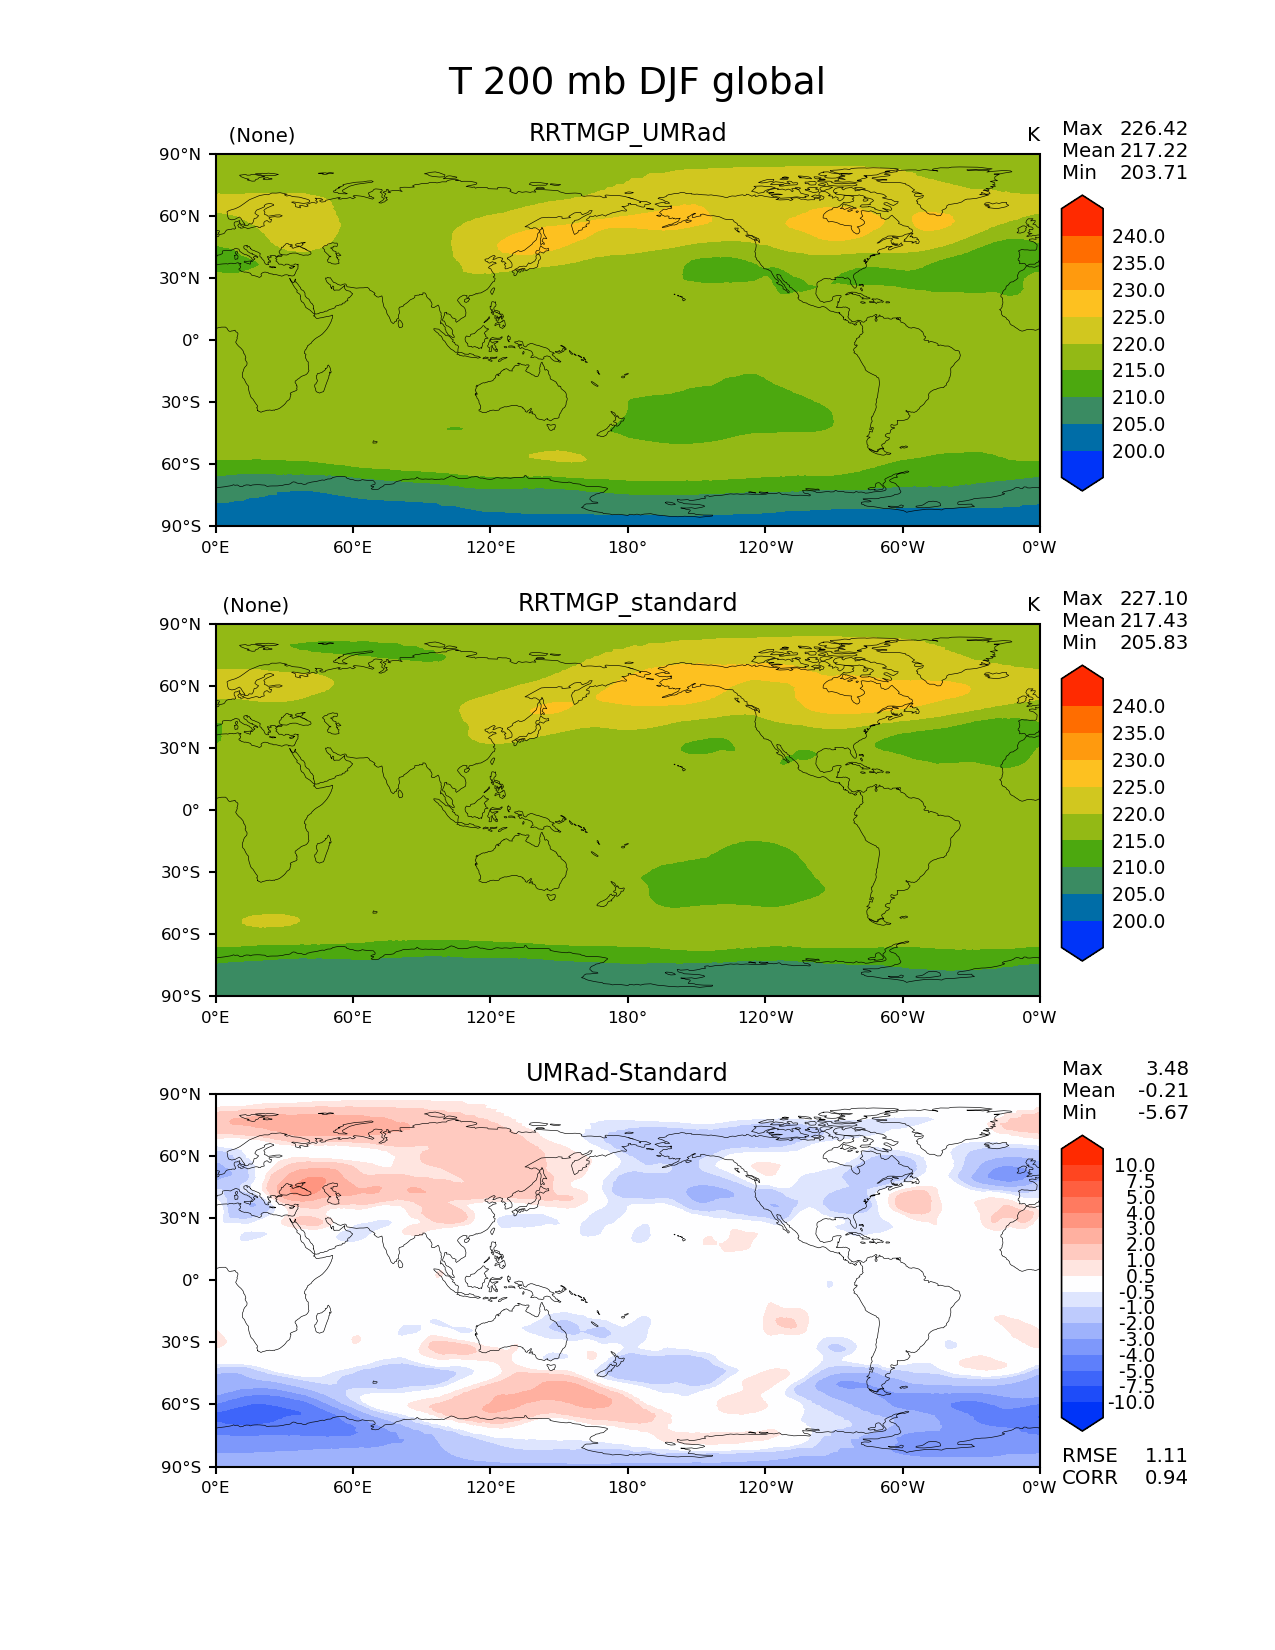 T 200 mb DJF global
(None) RRTMGP_UMRad K
Max 226.42
Mean 217.22
Min 203.71
90°N
60°N
30°N
0°
30°S
60°S
90°S
0°E 60°E 120°E 180° 120°W 60°W 0°W
240.0
235.0
230.0
225.0
220.0
215.0
210.0
205.0
200.0
(None) RRTMGP_standard K
Max 227.10
Mean 217.43
Min 205.83
90°N
60°N
30°N
0°
30°S
60°S
90°S
0°E 60°E 120°E 180° 120°W 60°W 0°W
240.0
235.0
230.0
225.0
220.0
215.0
210.0
205.0
200.0
UMRad-Standard
Max 3.48
Mean -0.21
Min -5.67
90°N
60°N
30°N
0°
30°S
60°S
90°S
0°E 60°E 120°E 180° 120°W 60°W 0°W
10.0
7.5
5.0
4.0
3.0
2.0
1.0
0.5
-0.5
-1.0
-2.0
-3.0
-4.0
-5.0
-7.5
-10.0
RMSE 1.11
CORR 0.94